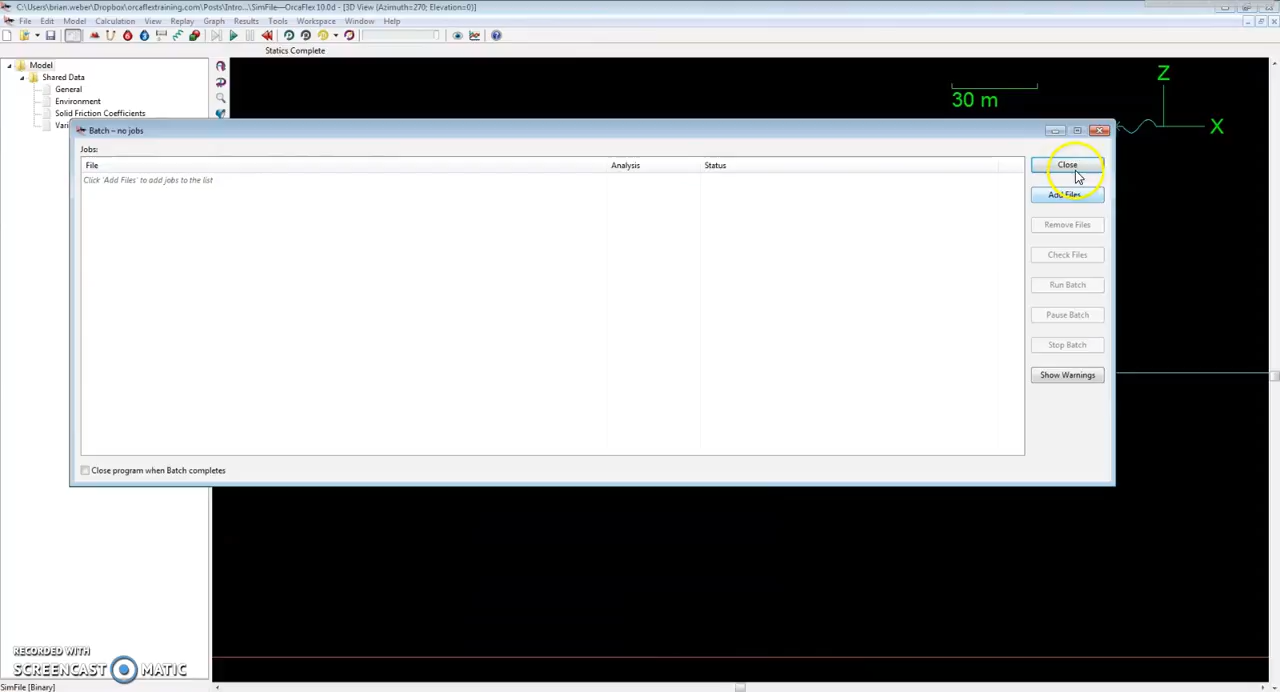 C:\Users\brian.weber\Dropbox\orcaflextraining.com\Posts\Intro...\SimFile—OrcaFlex 10.0d - [3D View (Azimuth=270; Elevation=0)]
File Edit Model Calculation View Replay Graph Results Tools Workspace Window Help
Statics Complete
Model
Shared Data
General
Environment
Solid Friction Coefficients
Vari
30 m
Z
X
Batch – no jobs
Jobs:
File Analysis Status
Click 'Add Files' to add jobs to the list
Close
Add Files
Remove Files
Check Files
Run Batch
Pause Batch
Stop Batch
Show Warnings
Close program when Batch completes
RECORDED WITH
SCREENCAST MATIC
SimFile [Binary]